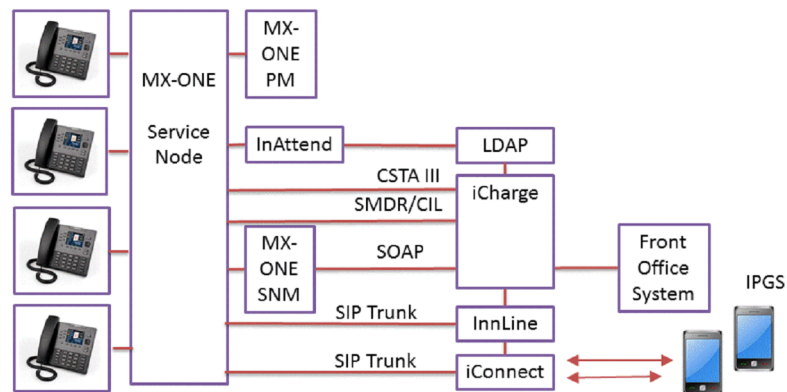 MX-ONE
Service
Node
MX-
ONE
PM
InAttend
LDAP
CSTA III
iCharge
SMDR/CIL
MX-
ONE
SNM
SOAP
Front
Office
System
IPGS
SIP Trunk
InnLine
SIP Trunk
iConnect